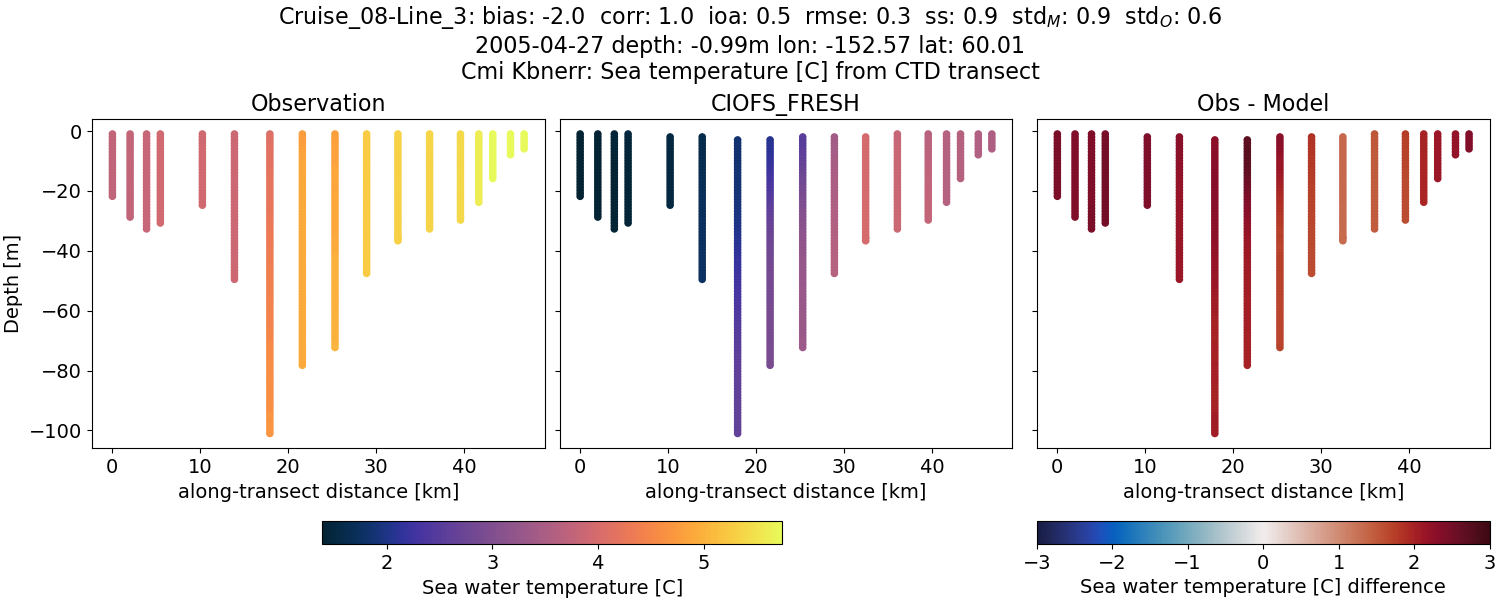 Cruise_08-Line_3: bias: -2.0 corr: 1.0 ioa: 0.5 rmse: 0.3 ss: 0.9 std_M: 0.9 std_O: 0.6
2005-04-27 depth: -0.99m lon: -152.57 lat: 60.01
Cmi Kbnerr: Sea temperature [C] from CTD transect
Observation
CIOFS_FRESH
Obs - Model
Depth [m]
0
−20
−40
−60
−80
−100
0 10 20 30 40
0 10 20 30 40
0 10 20 30 40
along-transect distance [km]
along-transect distance [km]
along-transect distance [km]
2 3 4 5
Sea water temperature [C]
−3 −2 −1 0 1 2 3
Sea water temperature [C] difference